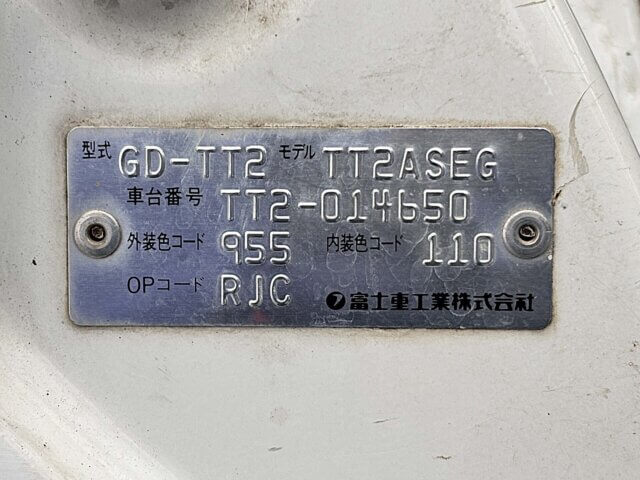 型式 GD-TT2 モデル TT2ASEG
車台番号 TT2-014650
外装色コード 955 内装色コード 110
OPコード RJC 富士重工業株式会社